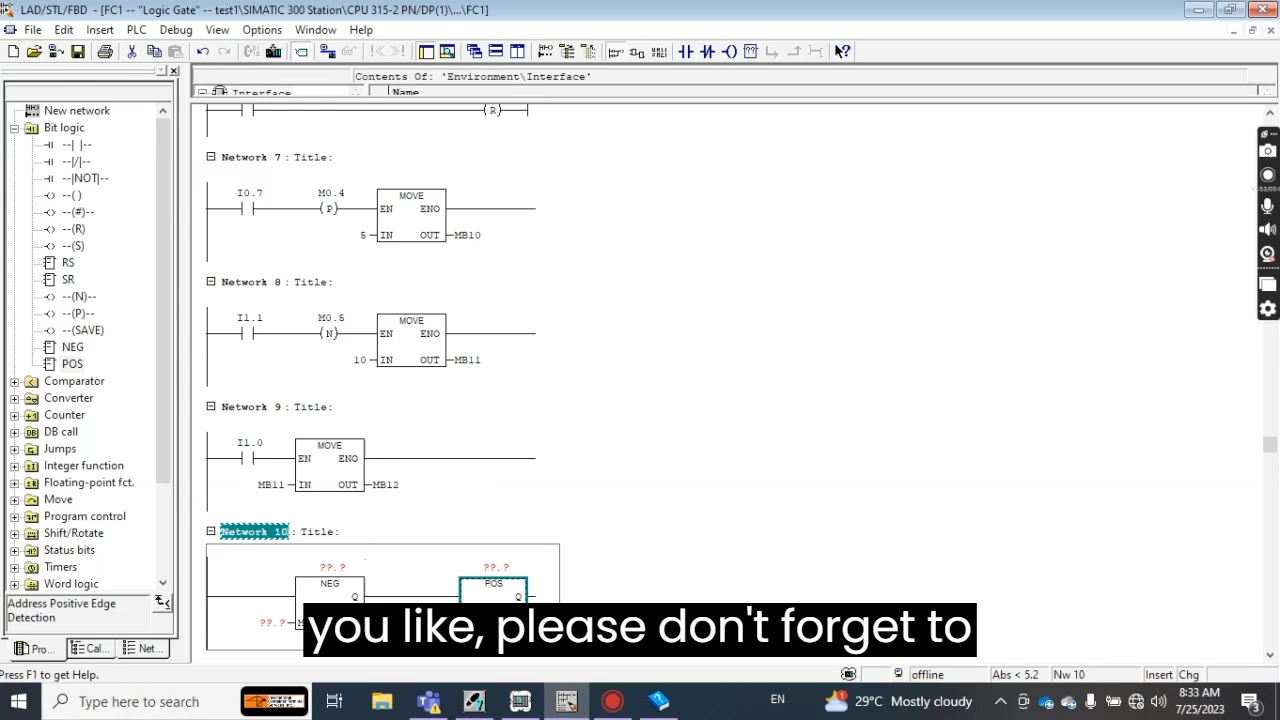 LAD/STL/FBD - [FC1 -- "Logic Gate" -- test1\SIMATIC 300 Station\CPU 315-2 PN/DP(1)\...\FC1]
File Edit Insert PLC Debug View Options Window Help
Contents Of: 'Environment\Interface'
Interface Name
New network
Bit logic
--| |--
--|/|--
--|NOT|--
--( )
--(#)--
--(R)
--(S)
RS
SR
--(N)--
--(P)--
--(SAVE)
NEG
POS
Comparator
Converter
Counter
DB call
Jumps
Integer function
Floating-point fct.
Move
Program control
Shift/Rotate
Status bits
Timers
Word logic
Address Positive Edge
Detection
Pro... Cal... Net...
(R)
Network 7 : Title:
I0.7 M0.4 MOVE
(P) EN ENO
5 IN OUT MB10
Network 8 : Title:
I1.1 M0.5 MOVE
(N) EN ENO
10 IN OUT MB11
Network 9 : Title:
I1.0 MOVE
EN ENO
MB11 IN OUT MB12
Network 10 : Title:
??.? ??.?
NEG POS
Q Q
??.?
you like, please don't forget to
Press F1 to get Help.
offline Abs < 5.2 Nw 10 Insert Chg
Type here to search
EN 29°C Mostly cloudy
8:33 AM
7/25/2023
3